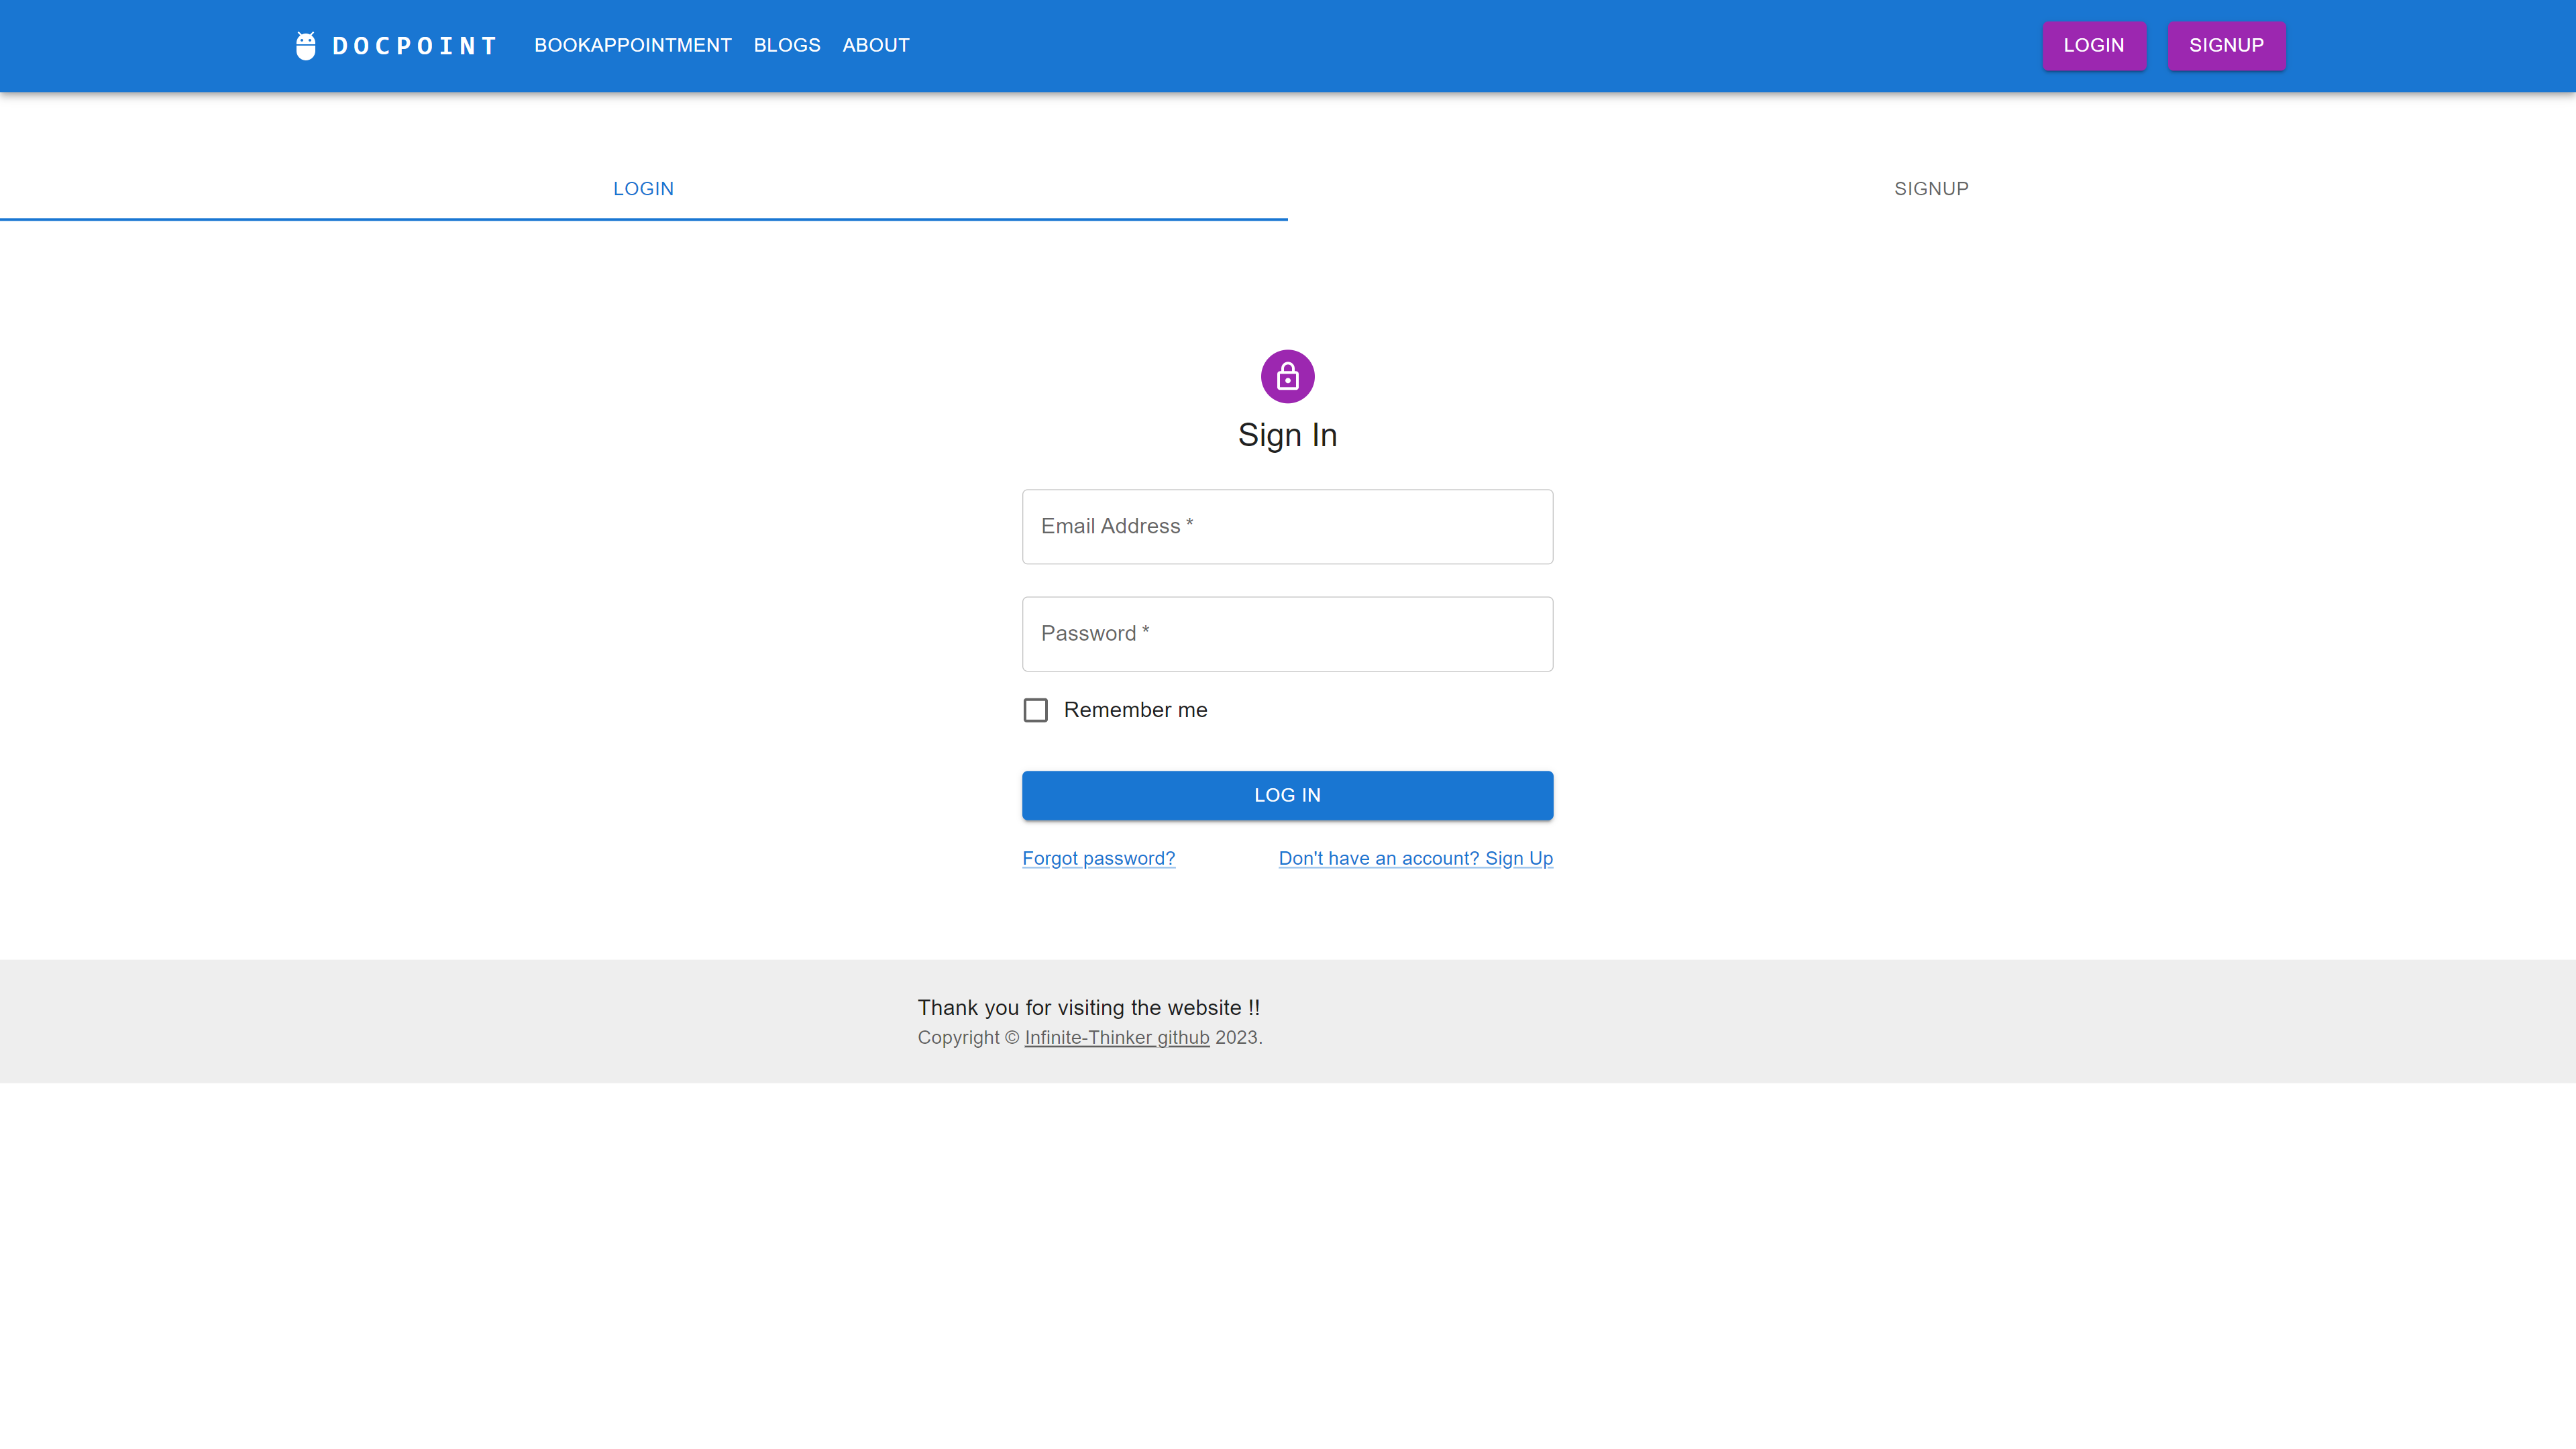 DOCPOINT BOOKAPPOINTMENT BLOGS ABOUT LOGIN SIGNUP
LOGIN SIGNUP
Sign In
Email Address *
Password *
Remember me
LOG IN
Forgot password? Don't have an account? Sign Up
Thank you for visiting the website !!
Copyright © Infinite-Thinker github 2023.